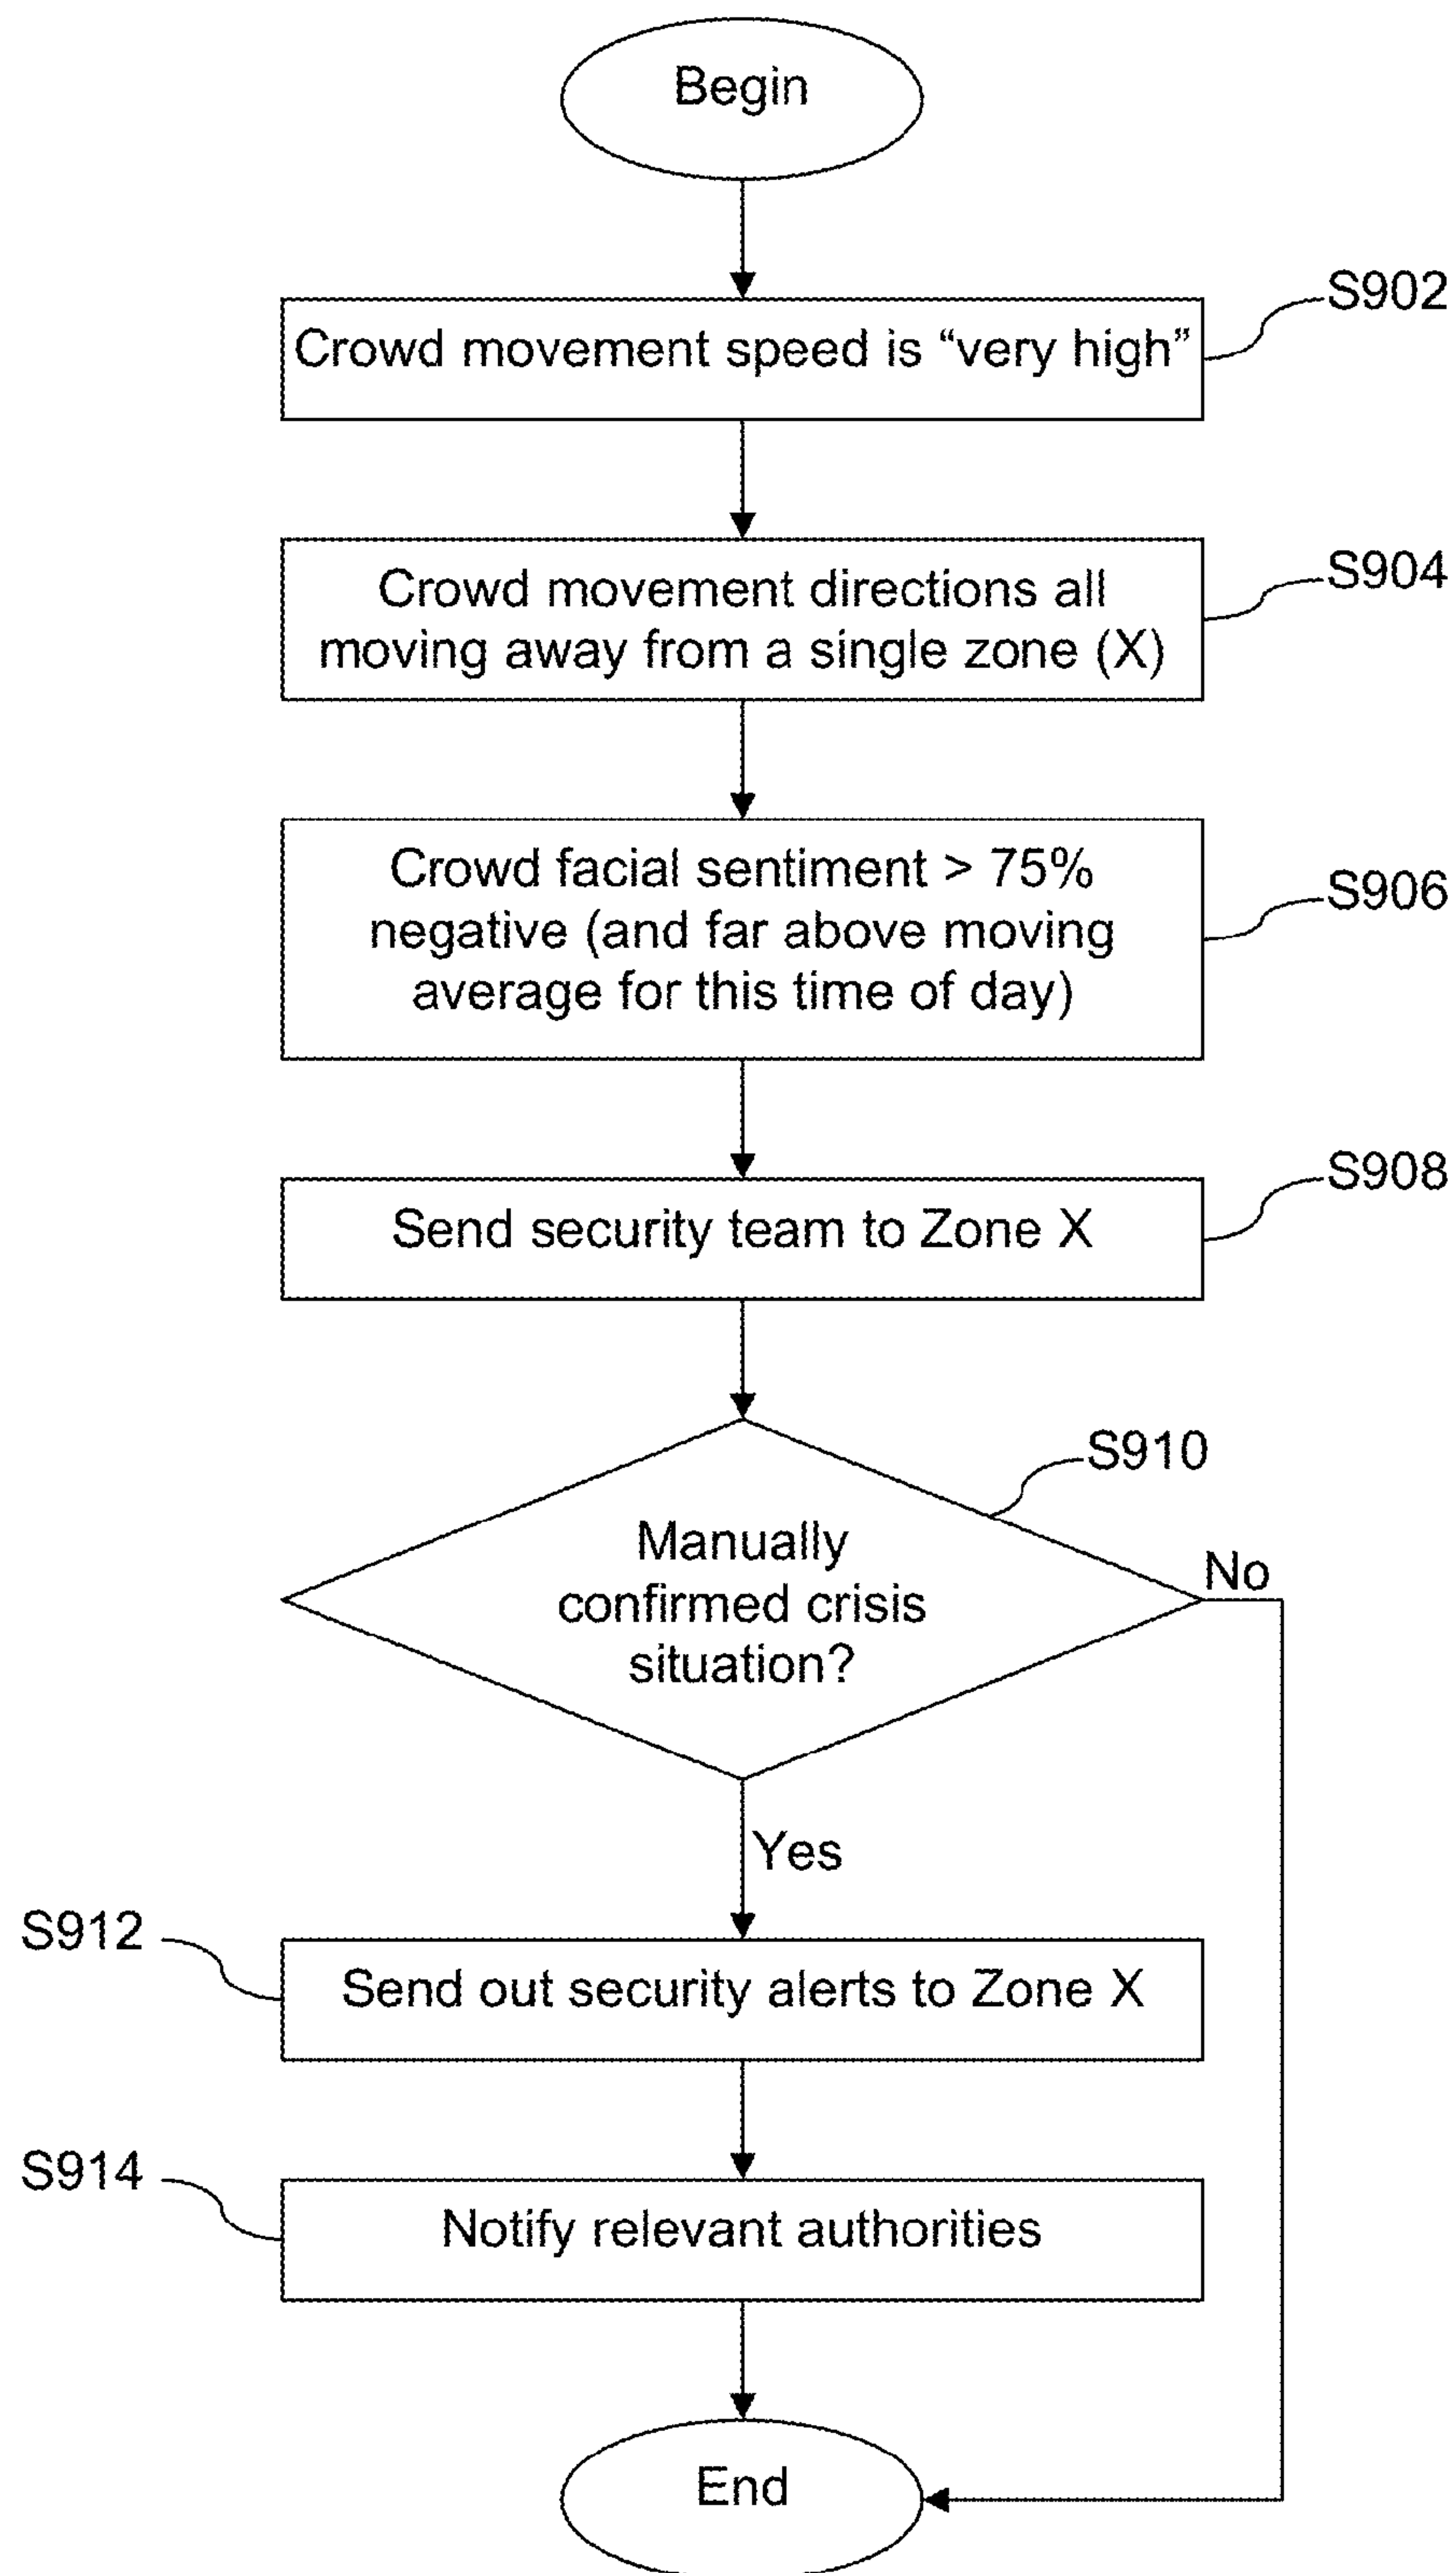 Begin
S902
Crowd movement speed is “very high”
S904
Crowd movement directions all
moving away from a single zone (X)
S906
Crowd facial sentiment > 75%
negative (and far above moving
average for this time of day)
S908
Send security team to Zone X
S910
Manually
confirmed crisis
situation?
No
Yes
S912
Send out security alerts to Zone X
S914
Notify relevant authorities
End